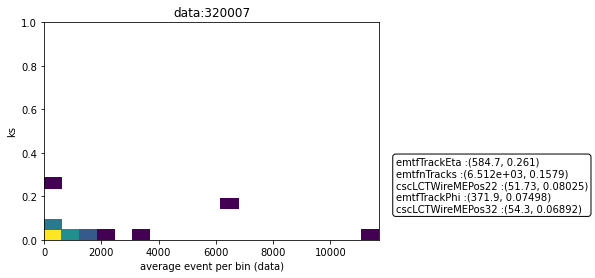 data:320007
1.0
0.8
0.6
0.4
0.2
0.0
ks
0 2000 4000 6000 8000 10000
average event per bin (data)
emtfTrackEta :(584.7, 0.261)
emtfnTracks :(6.512e+03, 0.1579)
cscLCTWireMEPos22 :(51.73, 0.08025)
emtfTrackPhi :(371.9, 0.07498)
cscLCTWireMEPos32 :(54.3, 0.06892)